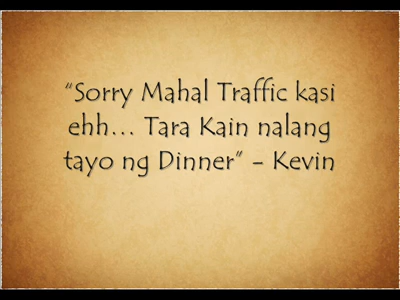 “Sorry Mahal Traffic kasi
ehh... Tara Kain nalang
tayo ng Dinner” - Kevin